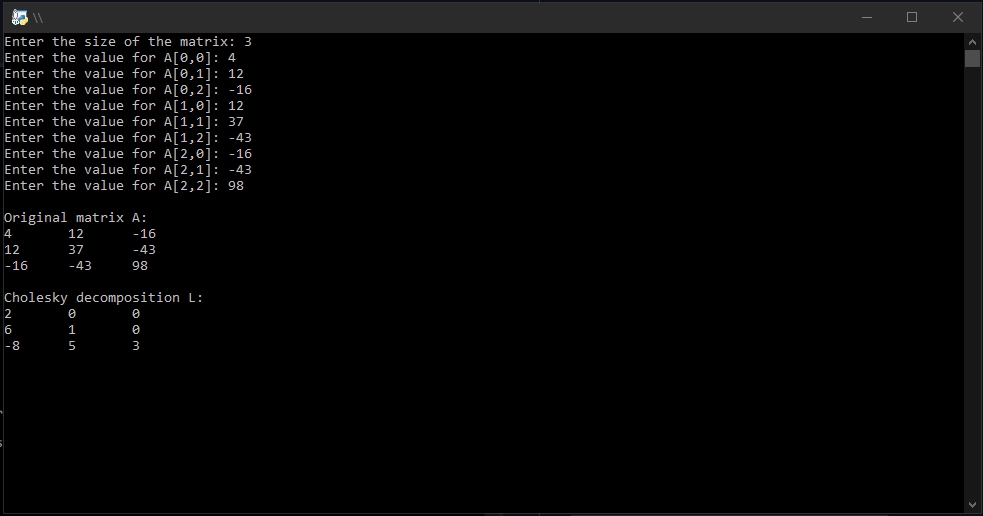 \\
Enter the size of the matrix: 3
Enter the value for A[0,0]: 4
Enter the value for A[0,1]: 12
Enter the value for A[0,2]: -16
Enter the value for A[1,0]: 12
Enter the value for A[1,1]: 37
Enter the value for A[1,2]: -43
Enter the value for A[2,0]: -16
Enter the value for A[2,1]: -43
Enter the value for A[2,2]: 98
Original matrix A:
4 12 -16
12 37 -43
-16 -43 98
Cholesky decomposition L:
2 0 0
6 1 0
-8 5 3